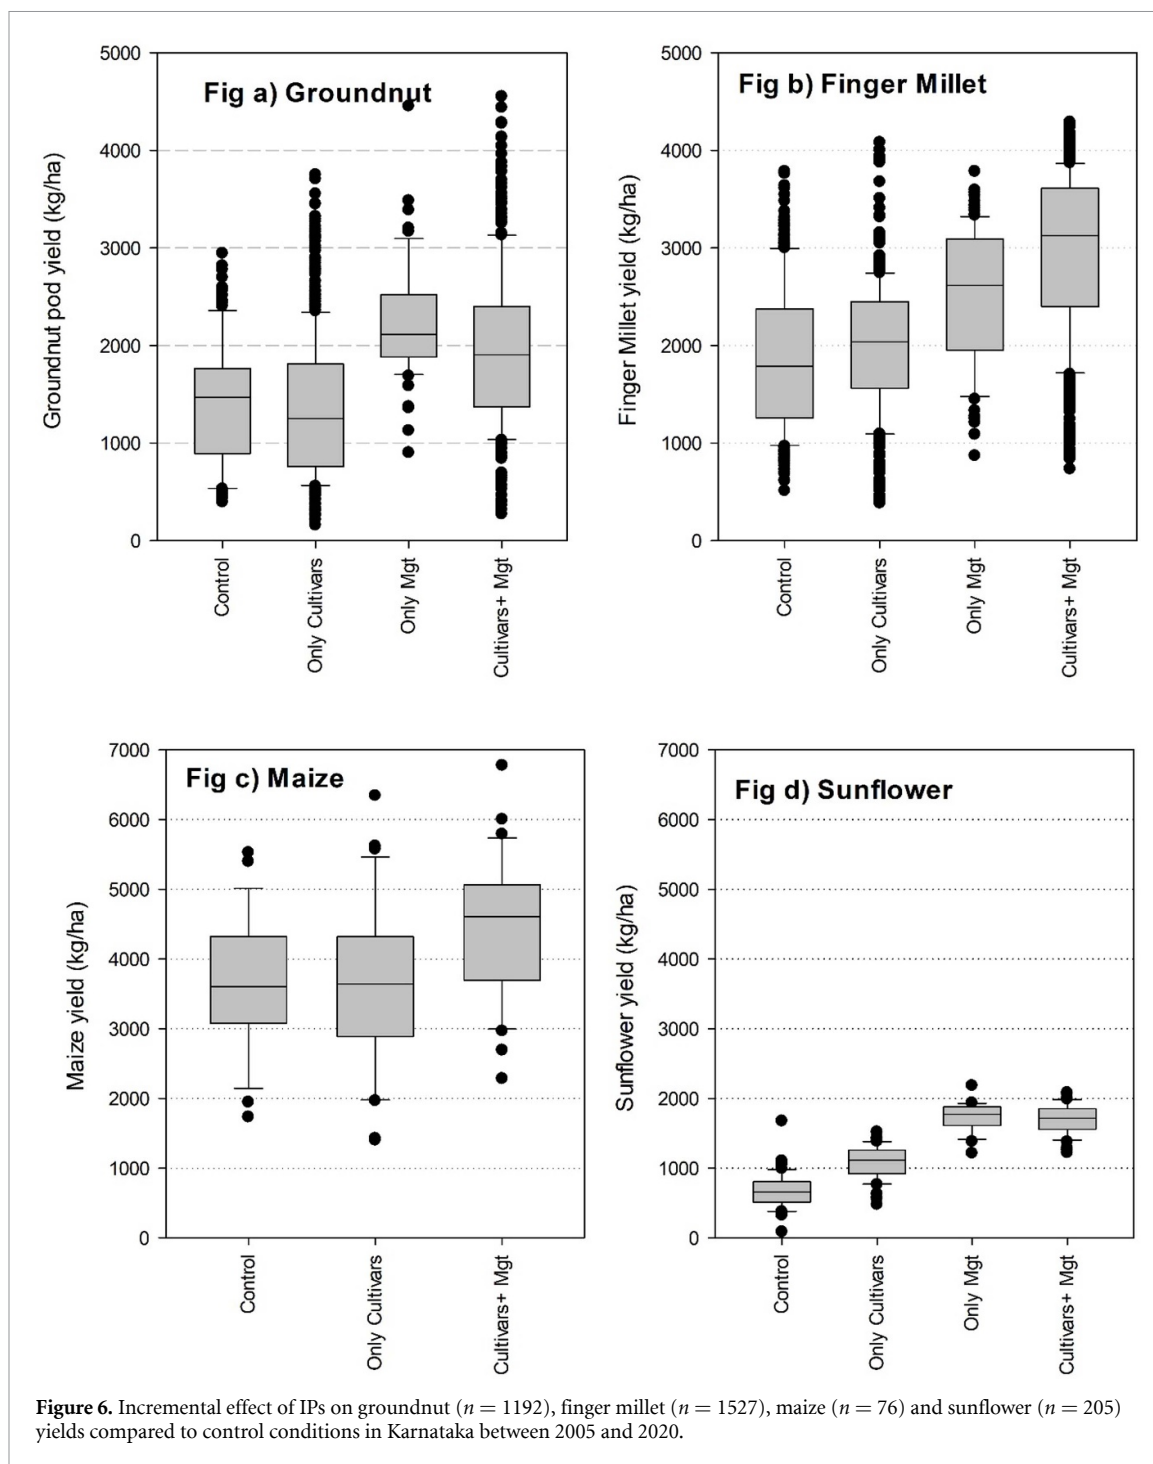 Fig a) Groundnut
Groundnut pod yield (kg/ha)
5000
4000
3000
2000
1000
0
Control
Only Cultivars
Only Mgt
Cultivars+ Mgt
Fig b) Finger Millet
Finger Millet yield (kg/ha)
5000
4000
3000
2000
1000
0
Control
Only Cultivars
Only Mgt
Cultivars+ Mgt
Fig c) Maize
Maize yield (kg/ha)
7000
6000
5000
4000
3000
2000
1000
0
Control
Only Cultivars
Cultivars+ Mgt
Fig d) Sunflower
Sunflower yield (kg/ha)
7000
6000
5000
4000
3000
2000
1000
0
Control
Only Cultivars
Only Mgt
Cultivars+ Mgt
Figure 6. Incremental effect of IPs on groundnut (n = 1192), finger millet (n = 1527), maize (n = 76) and sunflower (n = 205)
yields compared to control conditions in Karnataka between 2005 and 2020.